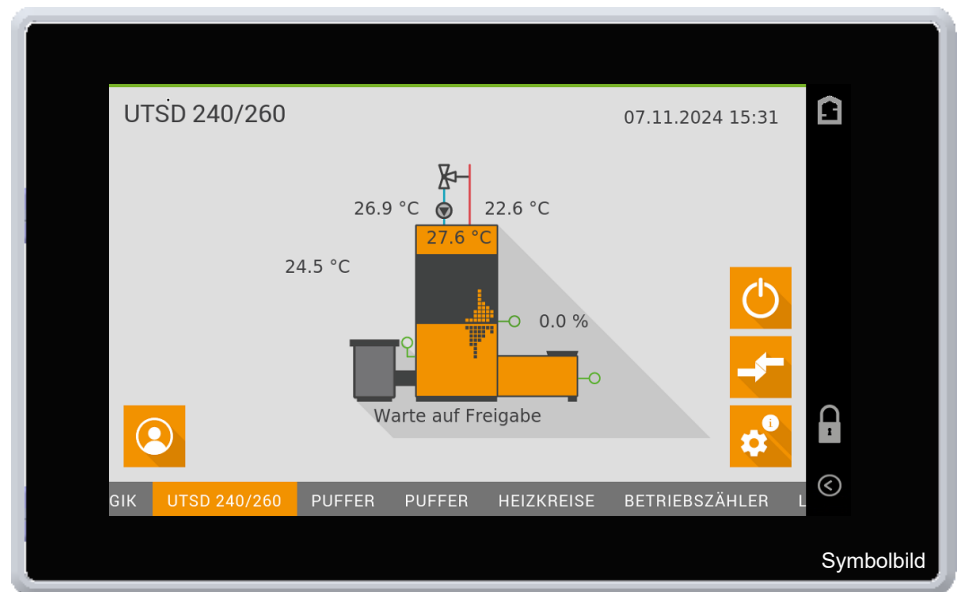 UTSD 240/260
07.11.2024 15:31
26.9 °C
22.6 °C
27.6 °C
24.5 °C
0.0 %
Warte auf Freigabe
i
GIK UTSD 240/260 PUFFER PUFFER HEIZKREISE BETRIEBSZÄHLER L
Symbolbild